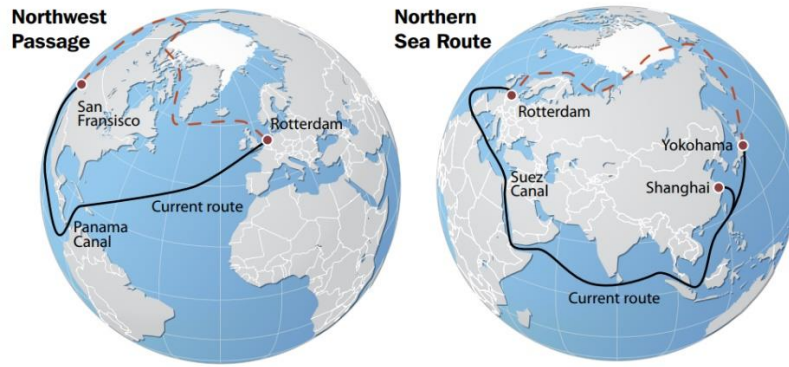 Northwest
Passage
San
Fransisco
Rotterdam
Current route
Panama
Canal
Northern
Sea Route
Rotterdam
Yokohama
Shanghai
Suez
Canal
Current route